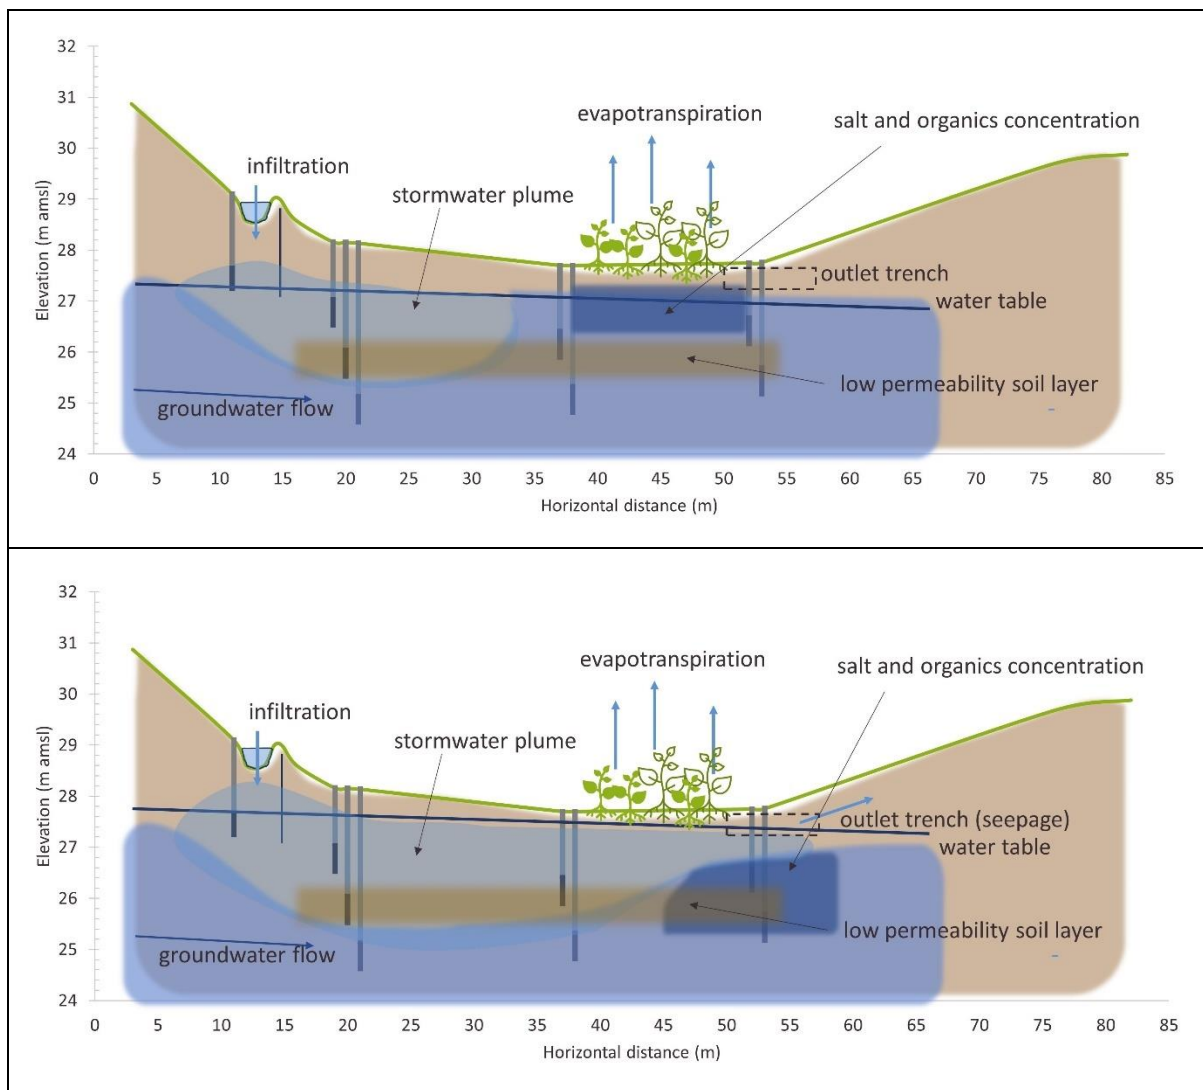 32
31
30
29
28
27
26
25
24
Elevation (m amsl)
infiltration
stormwater plume
evapotranspiration
salt and organics concentration
outlet trench
water table
low permeability soil layer
groundwater flow
0 5 10 15 20 25 30 35 40 45 50 55 60 65 70 75 80 85
Horizontal distance (m)
32
31
30
29
28
27
26
25
24
Elevation (m amsl)
infiltration
stormwater plume
evapotranspiration
salt and organics concentration
outlet trench (seepage)
water table
low permeability soil layer
groundwater flow
0 5 10 15 20 25 30 35 40 45 50 55 60 65 70 75 80 85
Horizontal distance (m)